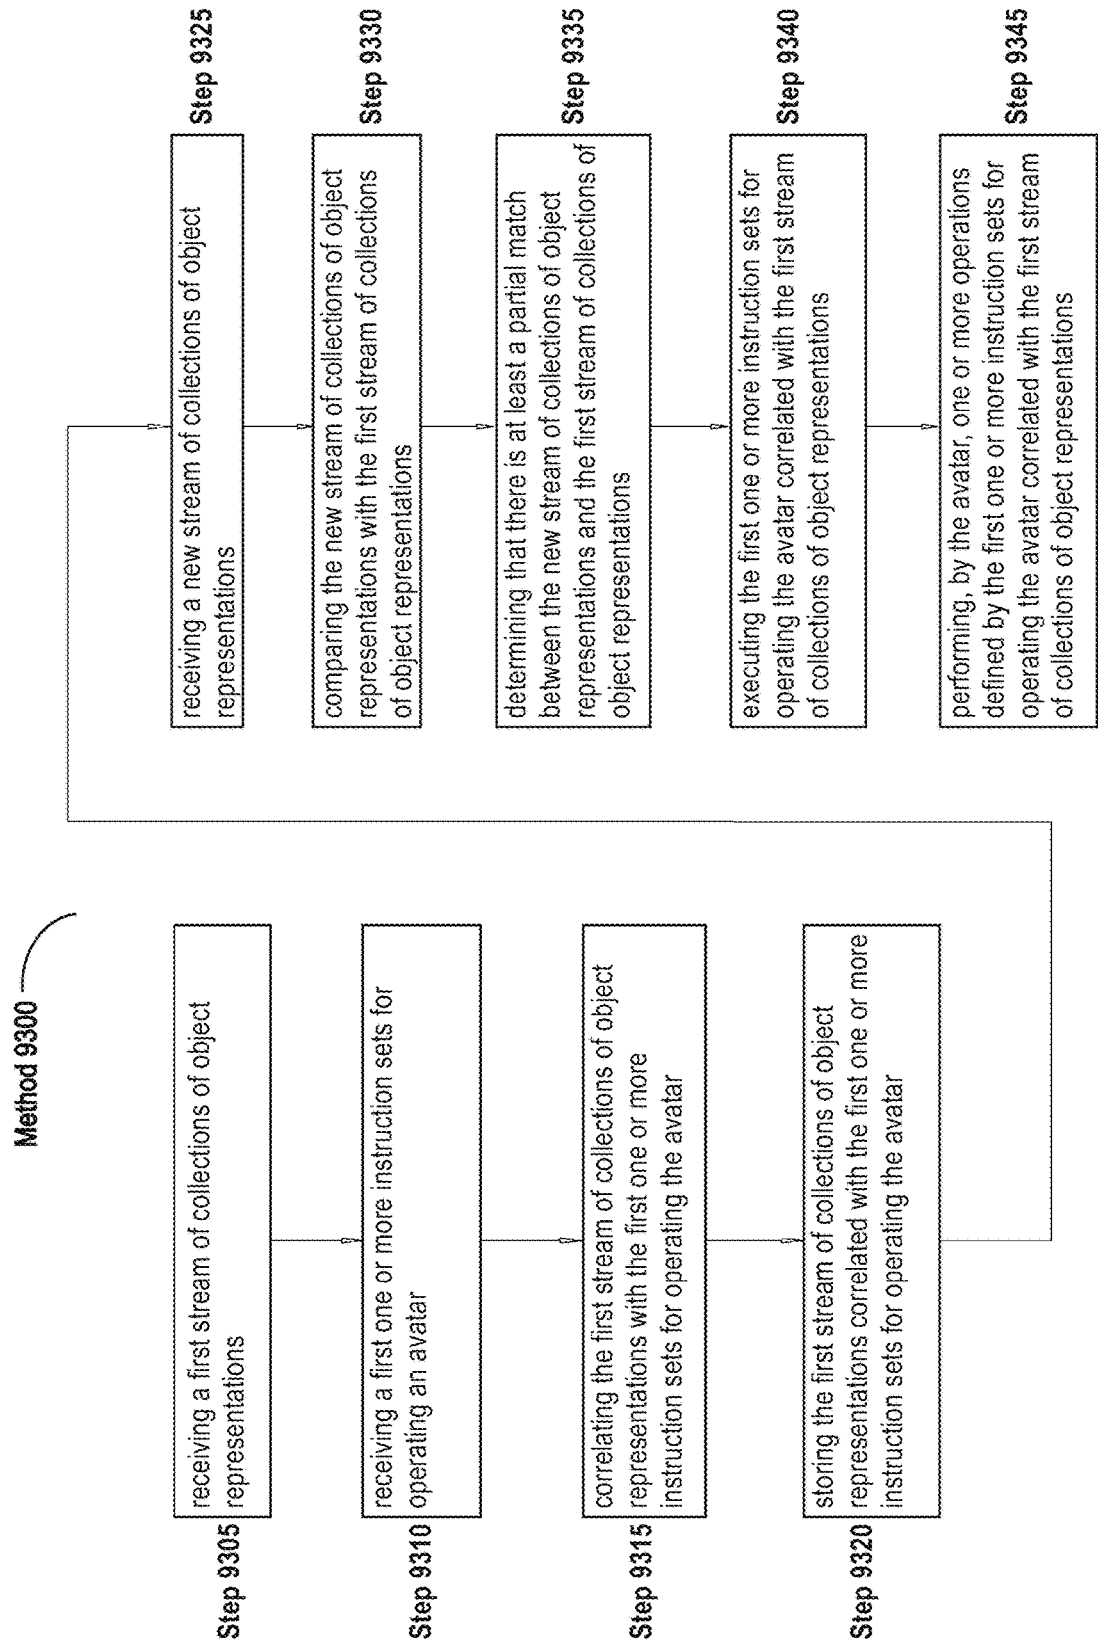 Method 9300
Step 9305
receiving a first stream of collections of object
representations
Step 9310
receiving a first one or more instruction sets for
operating an avatar
Step 9315
correlating the first stream of collections of object
representations with the first one or more
instruction sets for operating the avatar
Step 9320
storing the first stream of collections of object
representations correlated with the first one or more
instruction sets for operating the avatar
receiving a new stream of collections of object
representations
Step 9325
comparing the new stream of collections of object
representations with the first stream of collections
of object representations
Step 9330
determining that there is at least a partial match
between the new stream of collections of object
representations and the first stream of collections of
object representations
Step 9335
executing the first one or more instruction sets for
operating the avatar correlated with the first stream
of collections of object representations
Step 9340
performing, by the avatar, one or more operations
defined by the first one or more instruction sets for
operating the avatar correlated with the first stream
of collections of object representations
Step 9345